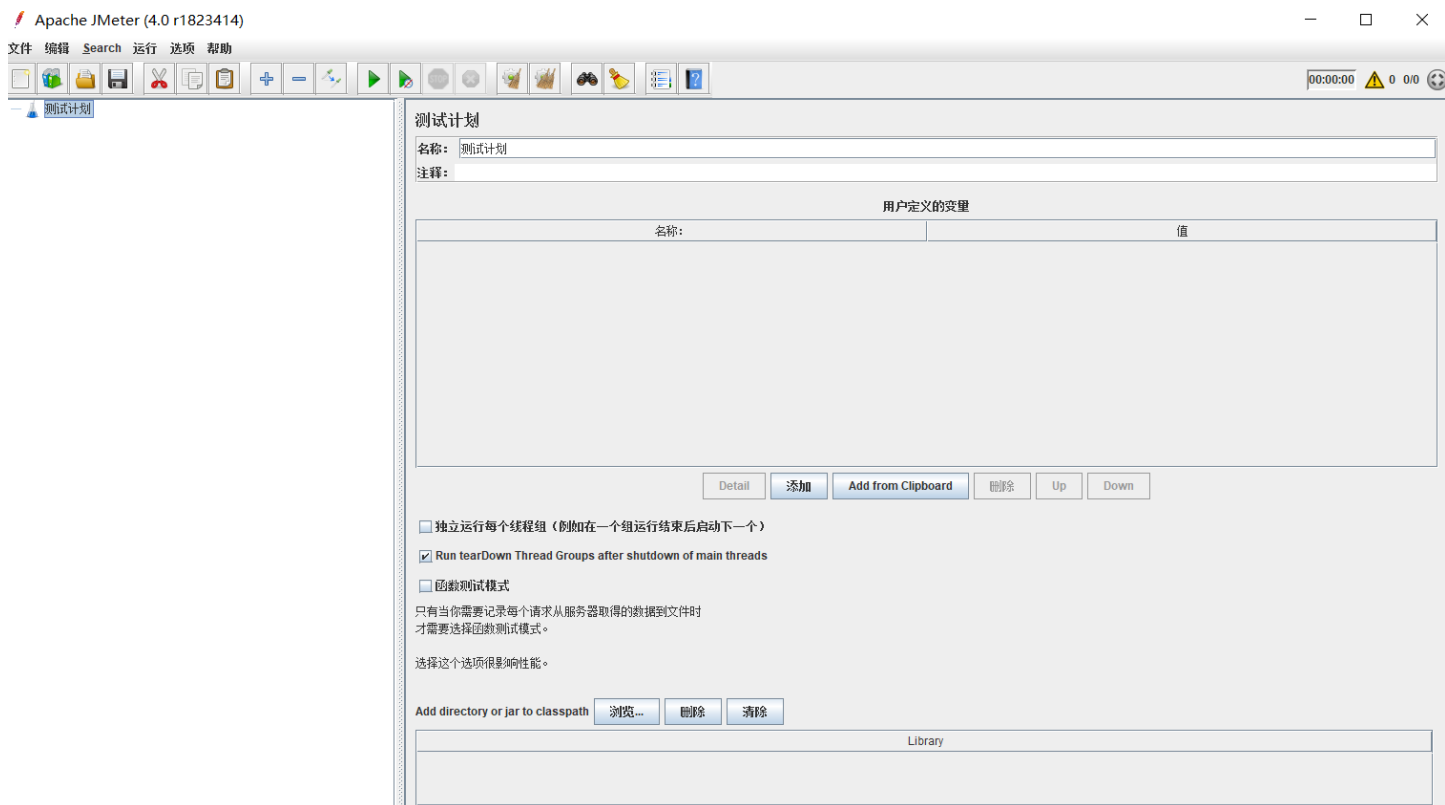 Apache JMeter (4.0 r1823414)
文件 编辑 Search 运行 选项 帮助
00:00:00 0 0/0
测试计划
测试计划
名称： 测试计划
注释：
用户定义的变量
名称: 值
Detail 添加 Add from Clipboard 删除 Up Down
独立运行每个线程组（例如在一个组运行结束后启动下一个）
Run tearDown Thread Groups after shutdown of main threads
函数测试模式
只有当你需要记录每个请求从服务器取得的数据到文件时
才需要选择函数测试模式。
选择这个选项很影响性能。
Add directory or jar to classpath 浏览... 删除 清除
Library